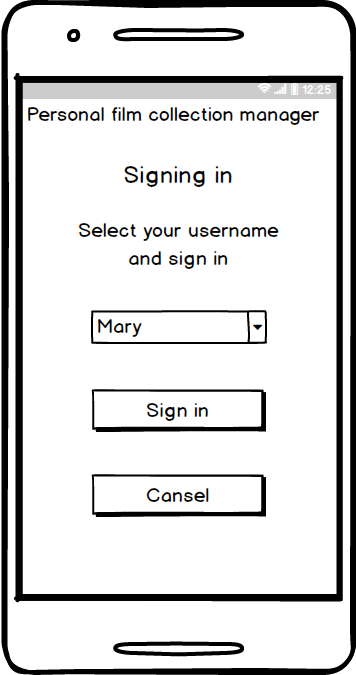 12:25
Personal film collection manager
Signing in
Select your username
and sign in
Mary
Sign in
Cansel